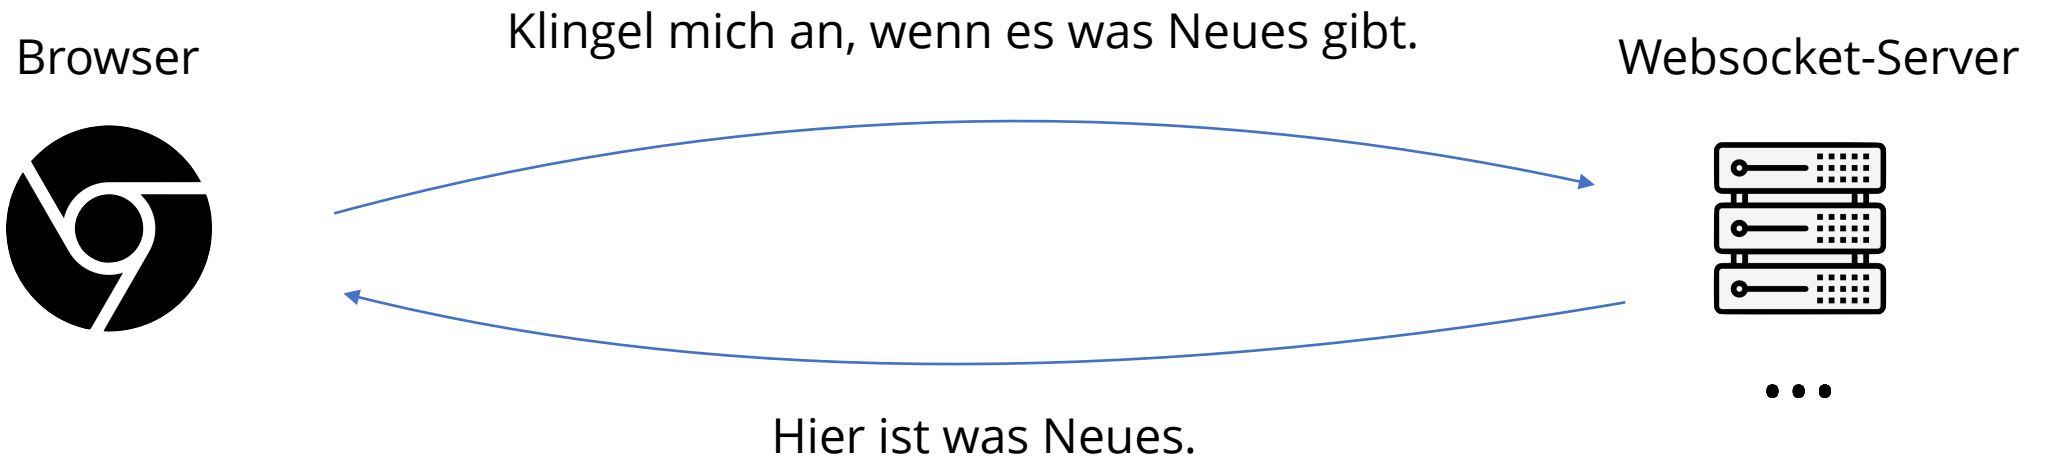 Klingel mich an, wenn es was Neues gibt.
Browser
Websocket-Server
...
Hier ist was Neues.